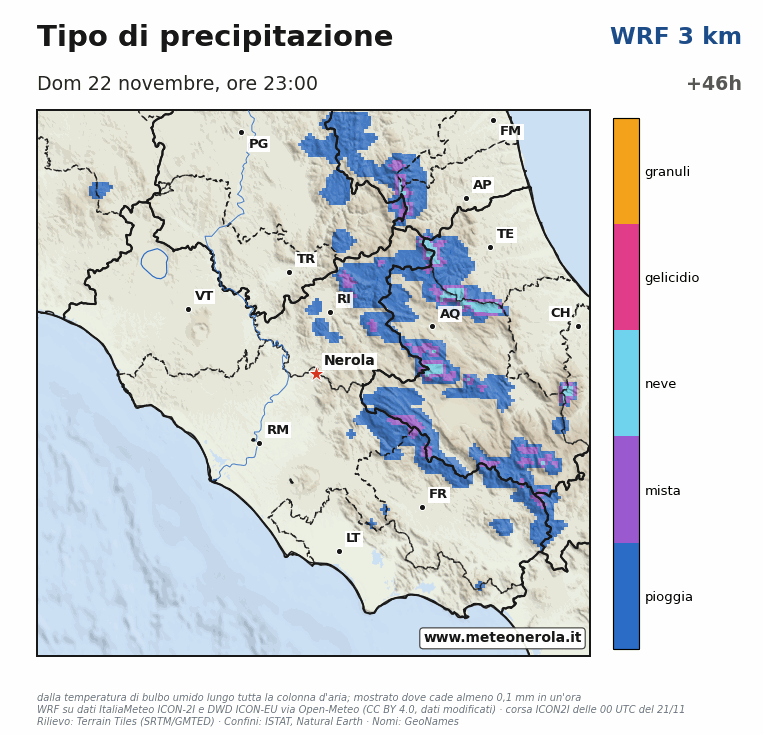 Tipo di precipitazione
WRF 3 km
Dom 22 novembre, ore 23:00
+46h
FM
PG
AP
TE
TR
RI
VT
AQ
CH
Nerola
RM
FR
LT
www.meteonerola.it
granuli
gelicidio
neve
mista
pioggia
dalla temperatura di bulbo umido lungo tutta la colonna d'aria; mostrato dove cade almeno 0,1 mm in un'ora
WRF su dati ItaliaMeteo ICON-2I e DWD ICON-EU via Open-Meteo (CC BY 4.0, dati modificati) · corsa ICON2I delle 00 UTC del 21/11
Rilievo: Terrain Tiles (SRTM/GMTED) · Confini: ISTAT, Natural Earth · Nomi: GeoNames